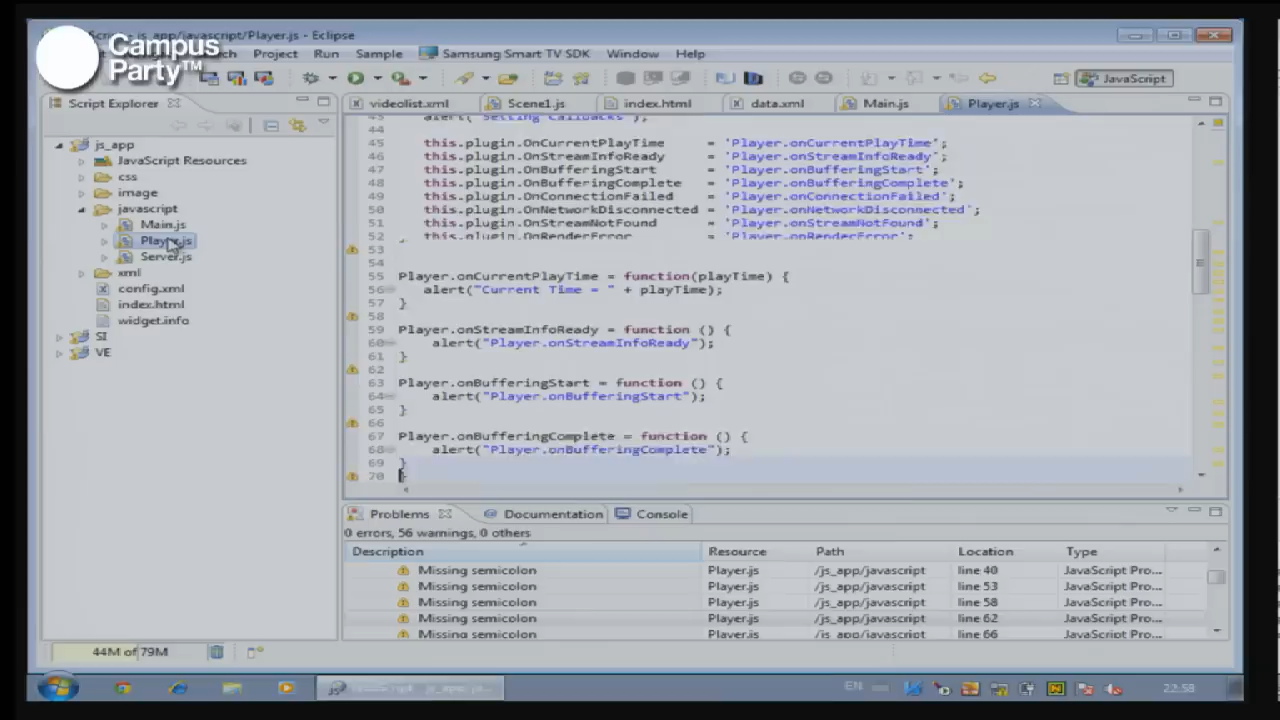 Campus
Party™
Script - js_app/javascript/Player.js - Eclipse
Project Run Sample Samsung Smart TV SDK Window Help
JavaScript
Script Explorer
videolist.xml Scene1.js index.html data.xml Main.js Player.js
js_app
JavaScript Resources
css
image
javascript
Main.js
Player.js
Server.js
xml
config.xml
index.html
widget.info
SI
VE
45 alert("Setting Callbacks");
44
45 this.plugin.OnCurrentPlayTime = 'Player.onCurrentPlayTime';
46 this.plugin.OnStreamInfoReady = 'Player.onStreamInfoReady';
47 this.plugin.OnBufferingStart = 'Player.onBufferingStart';
48 this.plugin.OnBufferingComplete = 'Player.onBufferingComplete';
49 this.plugin.OnConnectionFailed = 'Player.onConnectionFailed';
50 this.plugin.OnNetworkDisconnected = 'Player.onNetworkDisconnected';
51 this.plugin.OnStreamNotFound = 'Player.onStreamNotFound';
52 this.plugin.OnRenderError = 'Player.onRenderError';
53
54
55 Player.onCurrentPlayTime = function(playTime) {
56 alert("Current Time = " + playTime);
57 }
58
59 Player.onStreamInfoReady = function () {
60 alert("Player.onStreamInfoReady");
61 }
62
63 Player.onBufferingStart = function () {
64 alert("Player.onBufferingStart");
65 }
66
67 Player.onBufferingComplete = function () {
68 alert("Player.onBufferingComplete");
69 }
70
Problems Documentation Console
0 errors, 56 warnings, 0 others
Description Resource Path Location Type
Missing semicolon Player.js /js_app/javascript line 40 JavaScript Pro...
Missing semicolon Player.js /js_app/javascript line 53 JavaScript Pro...
Missing semicolon Player.js /js_app/javascript line 58 JavaScript Pro...
Missing semicolon Player.js /js_app/javascript line 62 JavaScript Pro...
Missing semicolon Player.js /js_app/javascript line 66 JavaScript Pro...
44M of 79M
EN
22:58